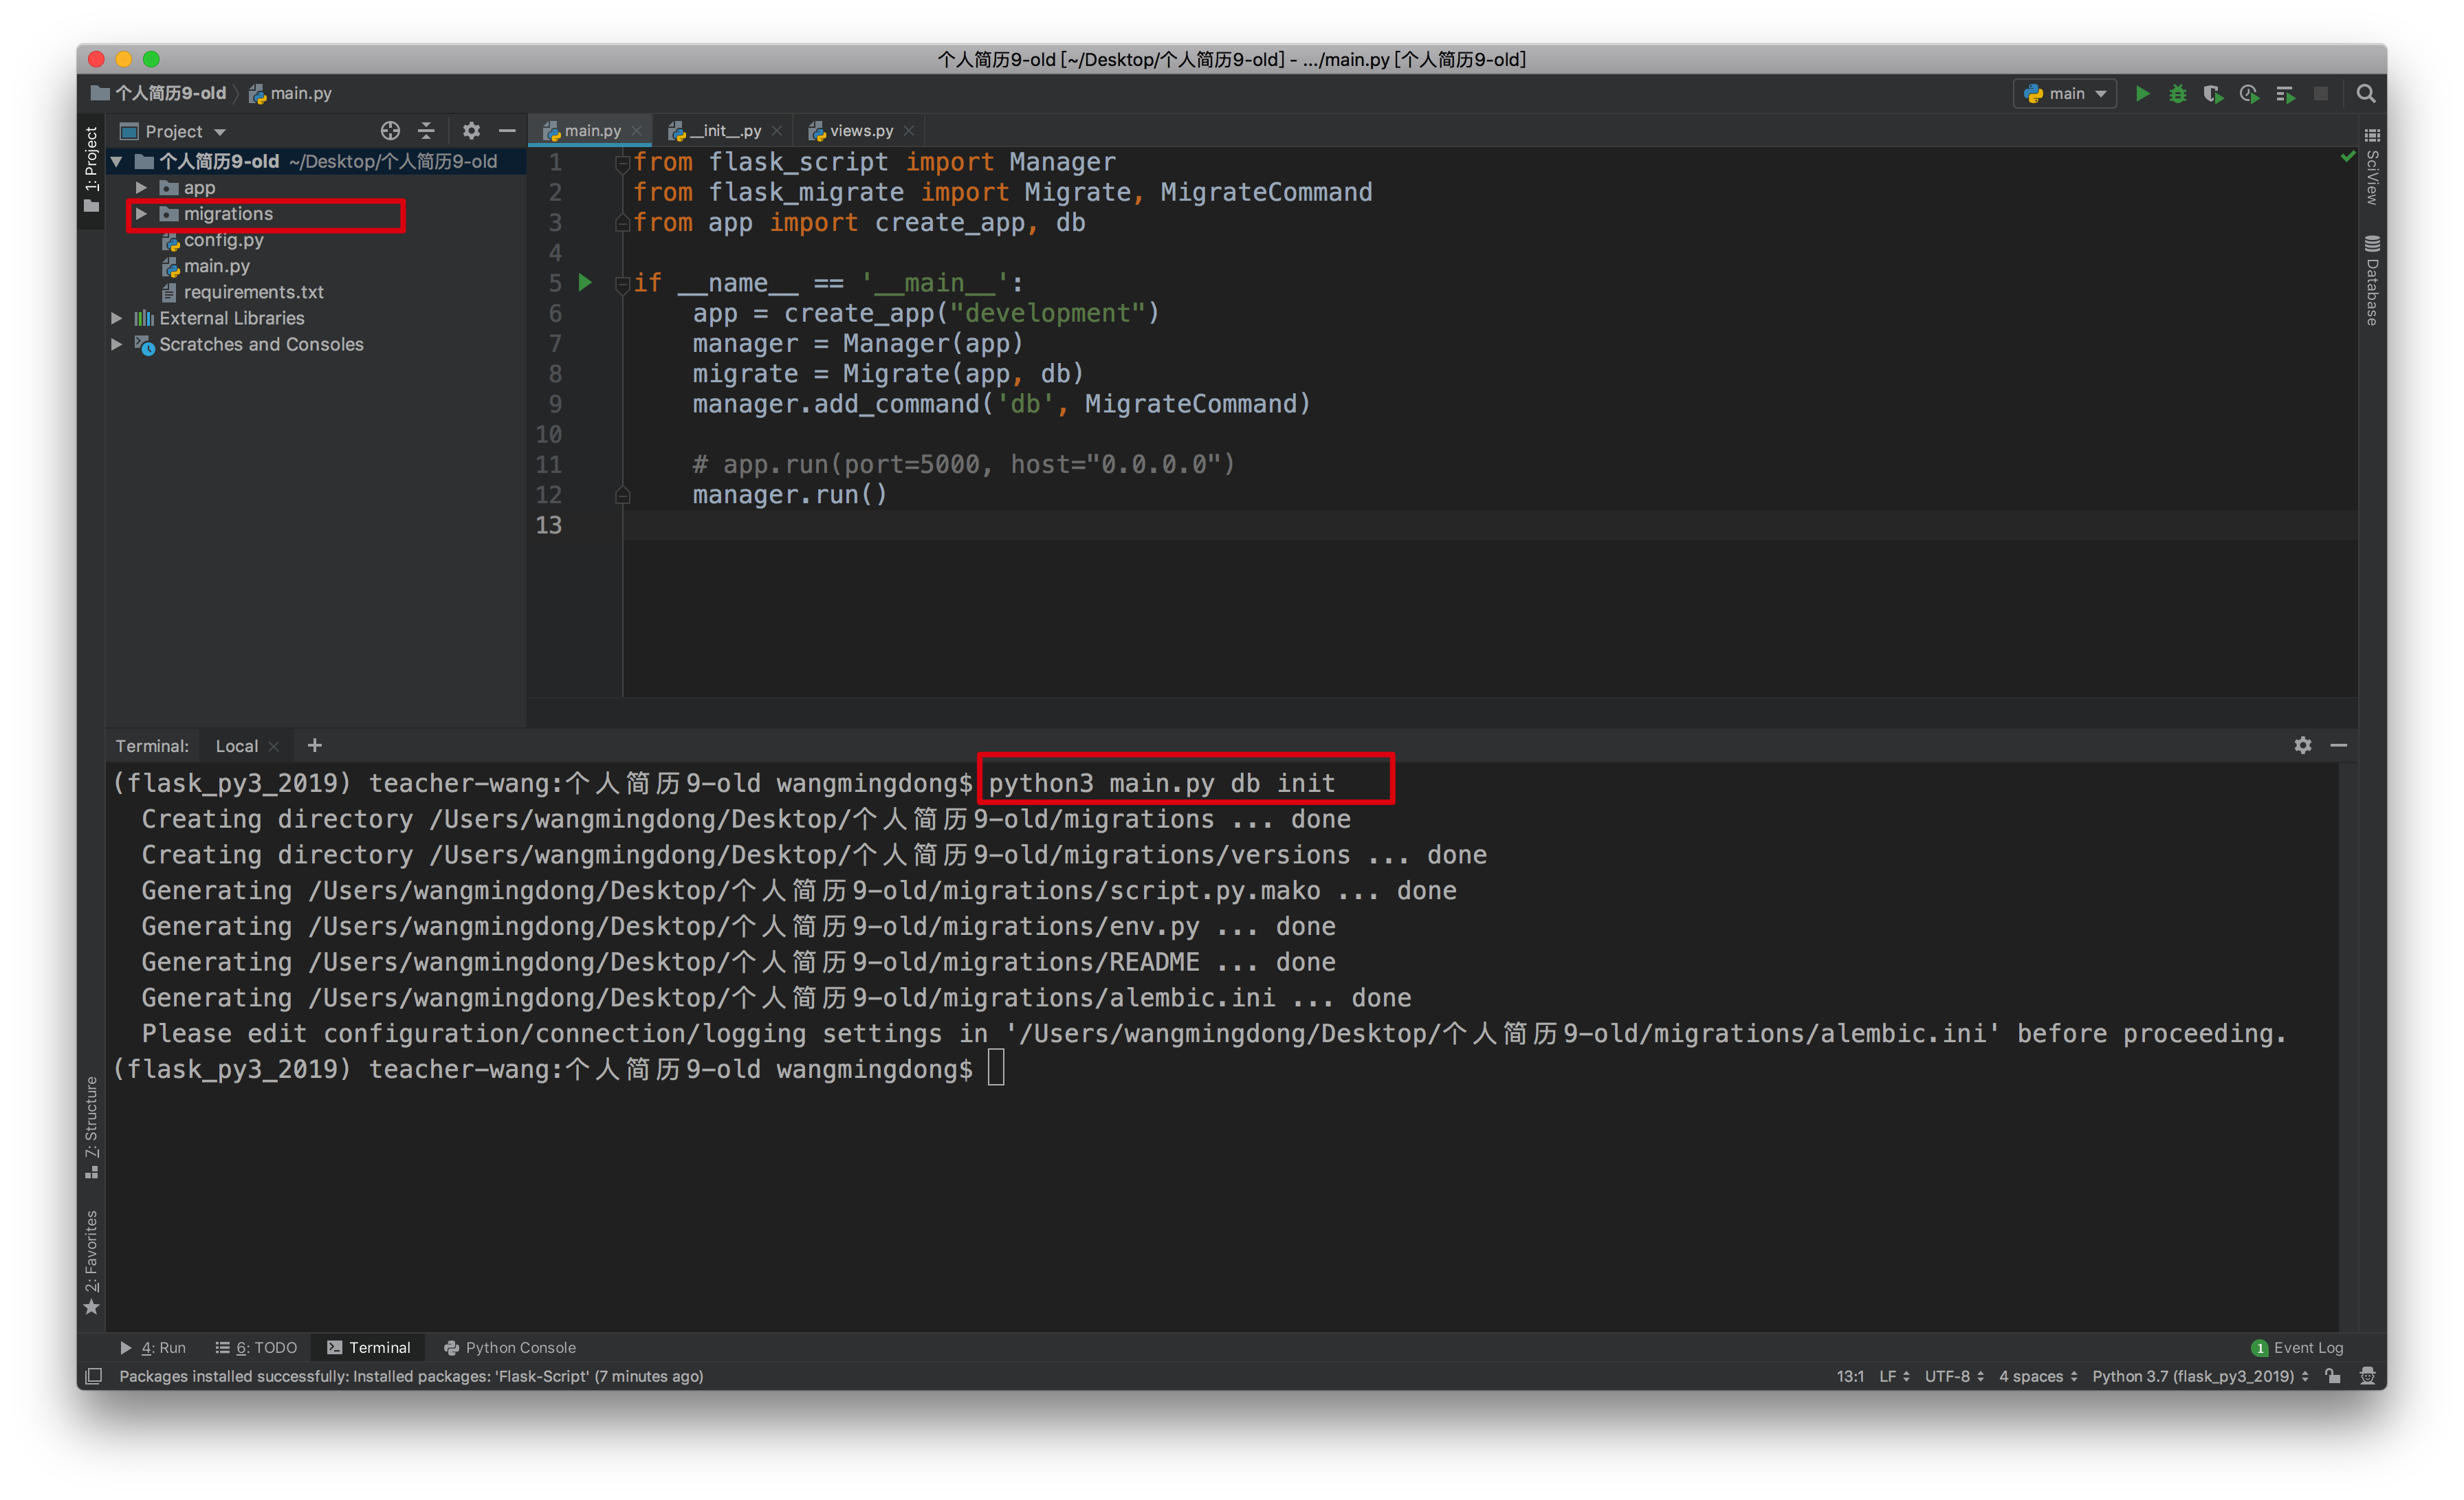 个人简历9-old [~/Desktop/个人简历9-old] - .../main.py [个人简历9-old]
个人简历9-old main.py
main
1: Project
Project
main.py
__init__.py
views.py
个人简历9-old ~/Desktop/个人简历9-old
app
migrations
config.py
main.py
requirements.txt
External Libraries
Scratches and Consoles
1 from flask_script import Manager
2 from flask_migrate import Migrate, MigrateCommand
3 from app import create_app, db
4
5 if __name__ == '__main__':
6 app = create_app("development")
7 manager = Manager(app)
8 migrate = Migrate(app, db)
9 manager.add_command('db', MigrateCommand)
10
11 # app.run(port=5000, host="0.0.0.0")
12 manager.run()
13
SciView
Database
Terminal: Local
(flask_py3_2019) teacher-wang:个人简历9-old wangmingdong$ python3 main.py db init
Creating directory /Users/wangmingdong/Desktop/个人简历9-old/migrations ... done
Creating directory /Users/wangmingdong/Desktop/个人简历9-old/migrations/versions ... done
Generating /Users/wangmingdong/Desktop/个人简历9-old/migrations/script.py.mako ... done
Generating /Users/wangmingdong/Desktop/个人简历9-old/migrations/env.py ... done
Generating /Users/wangmingdong/Desktop/个人简历9-old/migrations/README ... done
Generating /Users/wangmingdong/Desktop/个人简历9-old/migrations/alembic.ini ... done
Please edit configuration/connection/logging settings in '/Users/wangmingdong/Desktop/个人简历9-old/migrations/alembic.ini' before proceeding.
(flask_py3_2019) teacher-wang:个人简历9-old wangmingdong$
7: Structure
2: Favorites
4: Run 6: TODO Terminal Python Console 1 Event Log
Packages installed successfully: Installed packages: 'Flask-Script' (7 minutes ago) 13:1 LF UTF-8 4 spaces Python 3.7 (flask_py3_2019)